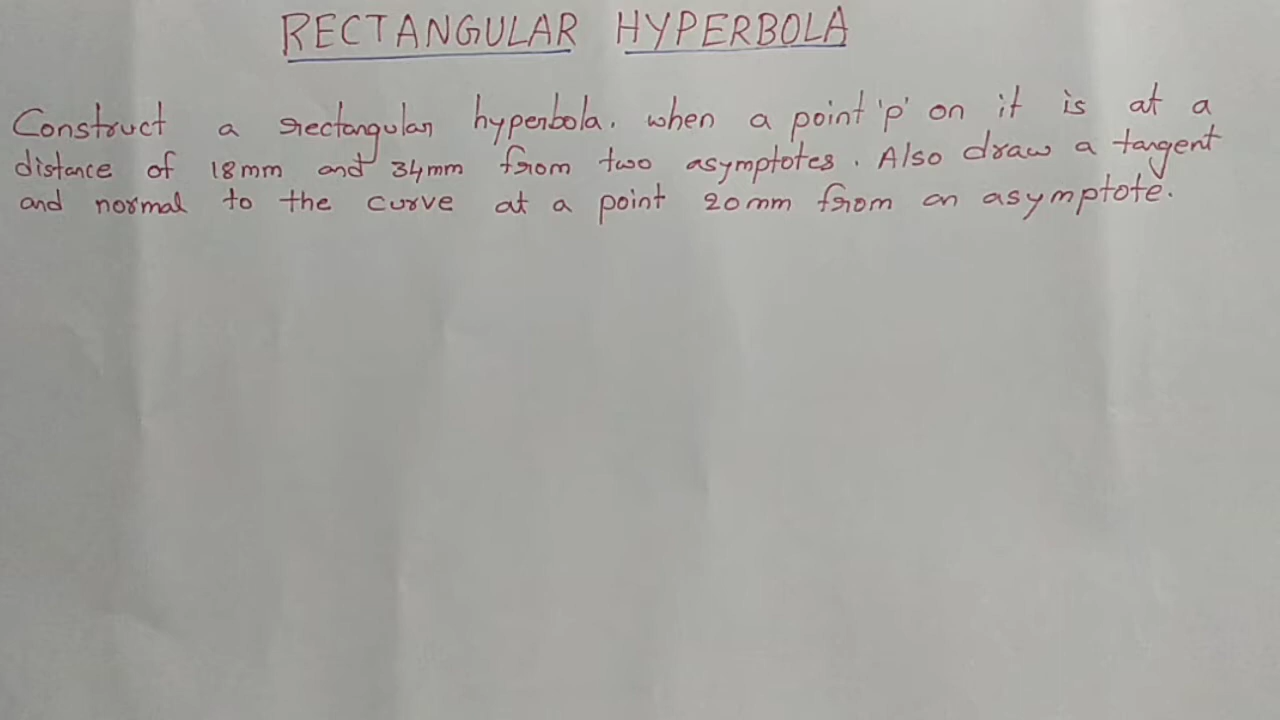 RECTANGULAR HYPERBOLA
Construct a rectangular hyperbola. when a point 'p' on it is at a
distance of 18mm and 34mm from two asymptotes. Also draw a tangent
and normal to the curve at a point 20mm from an asymptote.